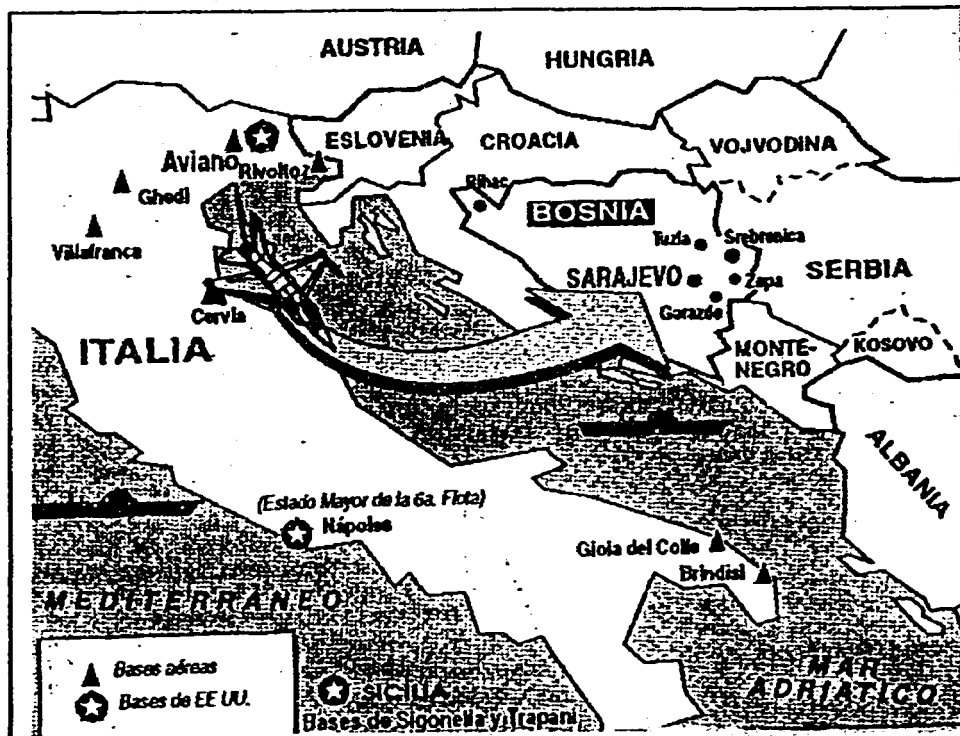 AUSTRIA
HUNGRIA
ESLOVENIA
CROACIA
VOJVODINA
Aviano
Rivolto
Ghedi
Bihac
BOSNIA
Villafranca
Tuzla
Srebrenica
SARAJEVO
Zepa
SERBIA
Cervia
Gorazde
ITALIA
MONTE-
NEGRO
KOSOVO
ALBANIA
(Estado Mayor de la 6a. Flota)
Nápoles
Gioia del Colle
Brindisi
MEDITERRANEO
MAR
ADRIATICO
Bases aéreas
Bases de EE UU.
SICILIA
Bases de Sigonella y Trapani